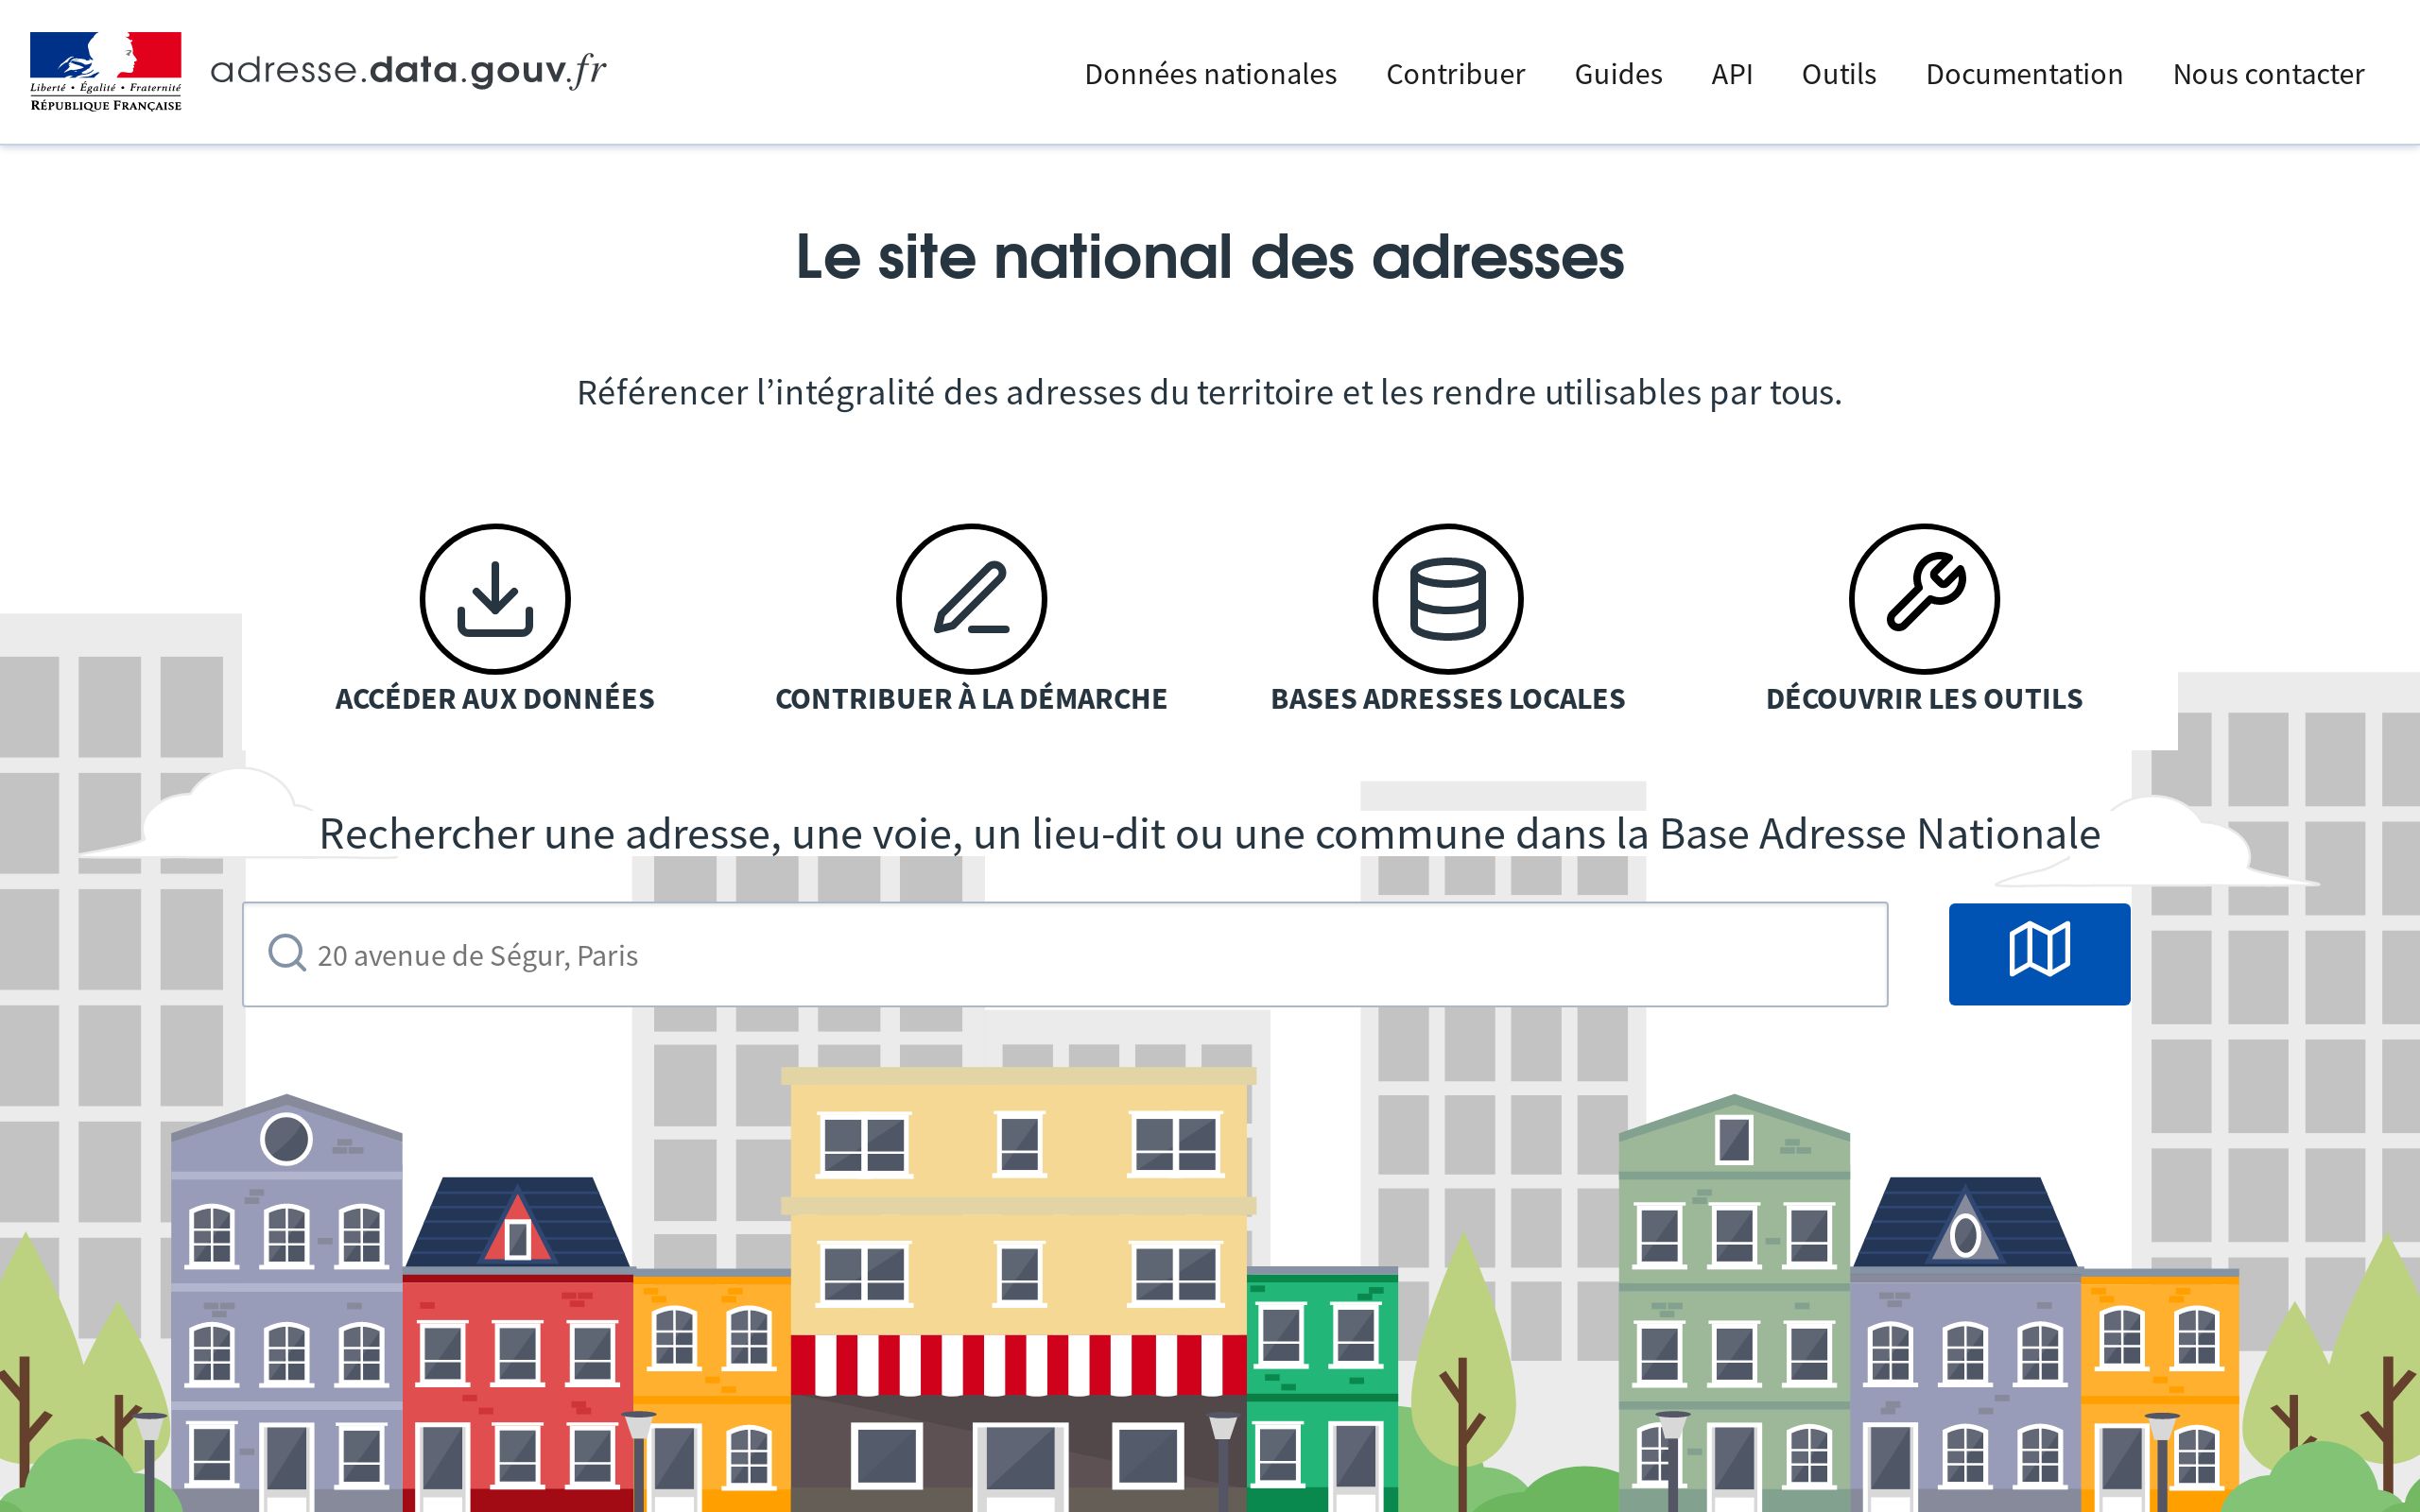 Liberté • Égalité • Fraternité
RÉPUBLIQUE FRANÇAISE
adresse.data.gouv.fr
Données nationales Contribuer Guides API Outils Documentation Nous contacter
Le site national des adresses
Référencer l’intégralité des adresses du territoire et les rendre utilisables par tous.
ACCÉDER AUX DONNÉES CONTRIBUER À LA DÉMARCHE BASES ADRESSES LOCALES DÉCOUVRIR LES OUTILS
Rechercher une adresse, une voie, un lieu-dit ou une commune dans la Base Adresse Nationale
20 avenue de Ségur, Paris